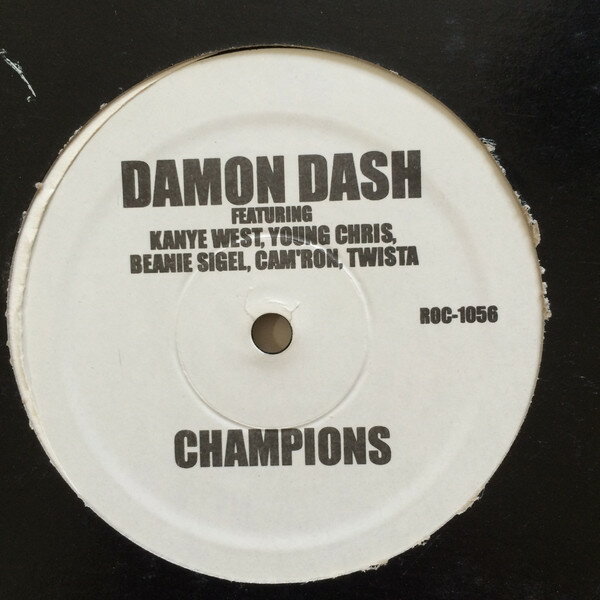 DAMON DASH
FEATURING
KANYE WEST, YOUNG CHRIS,
BEANIE SIGEL, CAM'RON, TWISTA
ROC-1056
CHAMPIONS